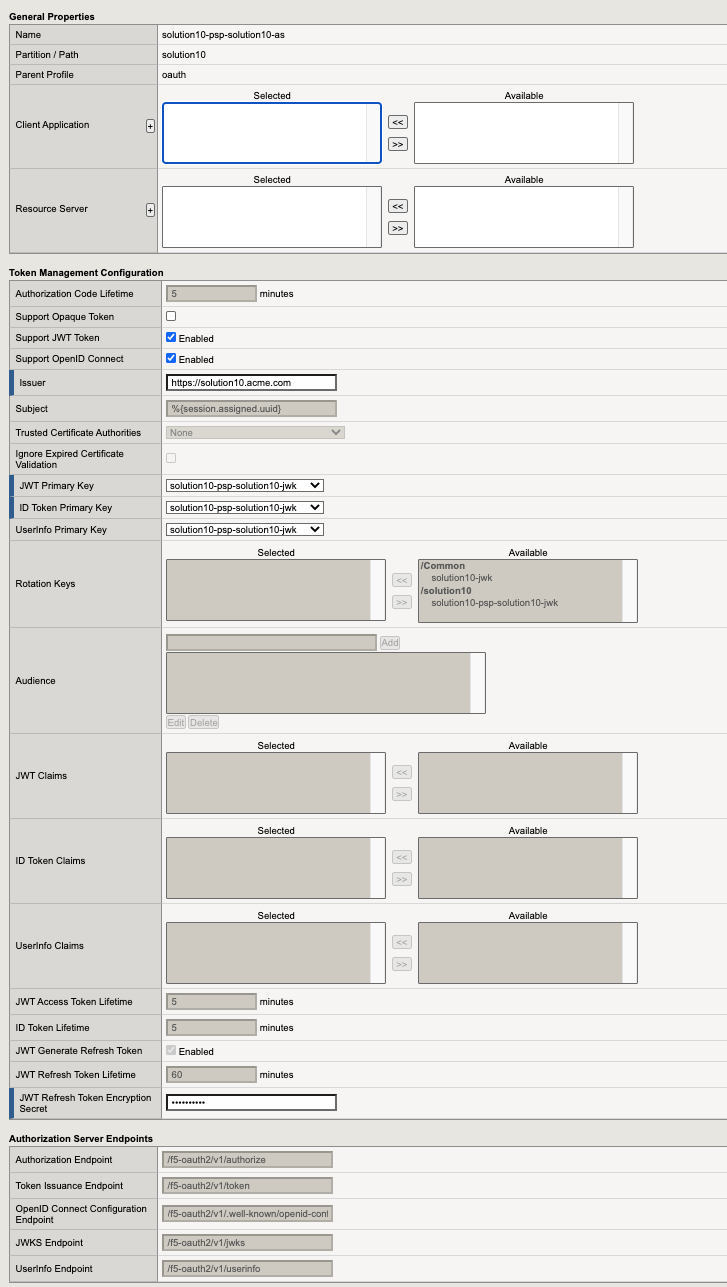 General Properties
Name solution10-psp-solution10-as
Partition / Path solution10
Parent Profile oauth
Selected Available
Client Application + << >>
Selected Available
Resource Server + << >>
Token Management Configuration
Authorization Code Lifetime 5 minutes
Support Opaque Token
Support JWT Token Enabled
Support OpenID Connect Enabled
Issuer https://solution10.acme.com
Subject %{session.assigned.uuid}
Trusted Certificate Authorities None
Ignore Expired Certificate
Validation
JWT Primary Key solution10-psp-solution10-jwk
ID Token Primary Key solution10-psp-solution10-jwk
UserInfo Primary Key solution10-psp-solution10-jwk
Selected Available
Rotation Keys << >>
/Common
solution10-jwk
/solution10
solution10-psp-solution10-jwk
Add
Audience
Edit Delete
Selected Available
JWT Claims << >>
Selected Available
ID Token Claims << >>
Selected Available
UserInfo Claims << >>
JWT Access Token Lifetime 5 minutes
ID Token Lifetime 5 minutes
JWT Generate Refresh Token Enabled
JWT Refresh Token Lifetime 60 minutes
JWT Refresh Token Encryption
Secret ••••••••••
Authorization Server Endpoints
Authorization Endpoint /f5-oauth2/v1/authorize
Token Issuance Endpoint /f5-oauth2/v1/token
OpenID Connect Configuration
Endpoint /f5-oauth2/v1/.well-known/openid-conf
JWKS Endpoint /f5-oauth2/v1/jwks
UserInfo Endpoint /f5-oauth2/v1/userinfo